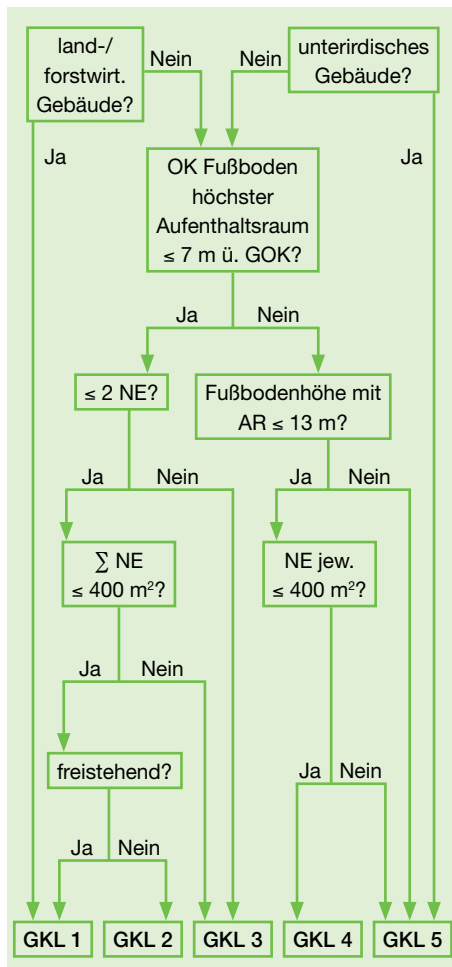 land-/
forstwirt.
Gebäude?
Nein
Nein
unterirdisches
Gebäude?
Ja
Ja
OK Fußboden
höchster
Aufenthaltsraum
≤ 7 m ü. GOK?
Ja
Nein
≤ 2 NE?
Fußbodenhöhe mit
AR ≤ 13 m?
Ja
Nein
Ja
Nein
∑ NE
≤ 400 m²?
NE jew.
≤ 400 m²?
Ja
Nein
freistehend?
Ja
Nein
Ja
Nein
GKL 1
GKL 2
GKL 3
GKL 4
GKL 5